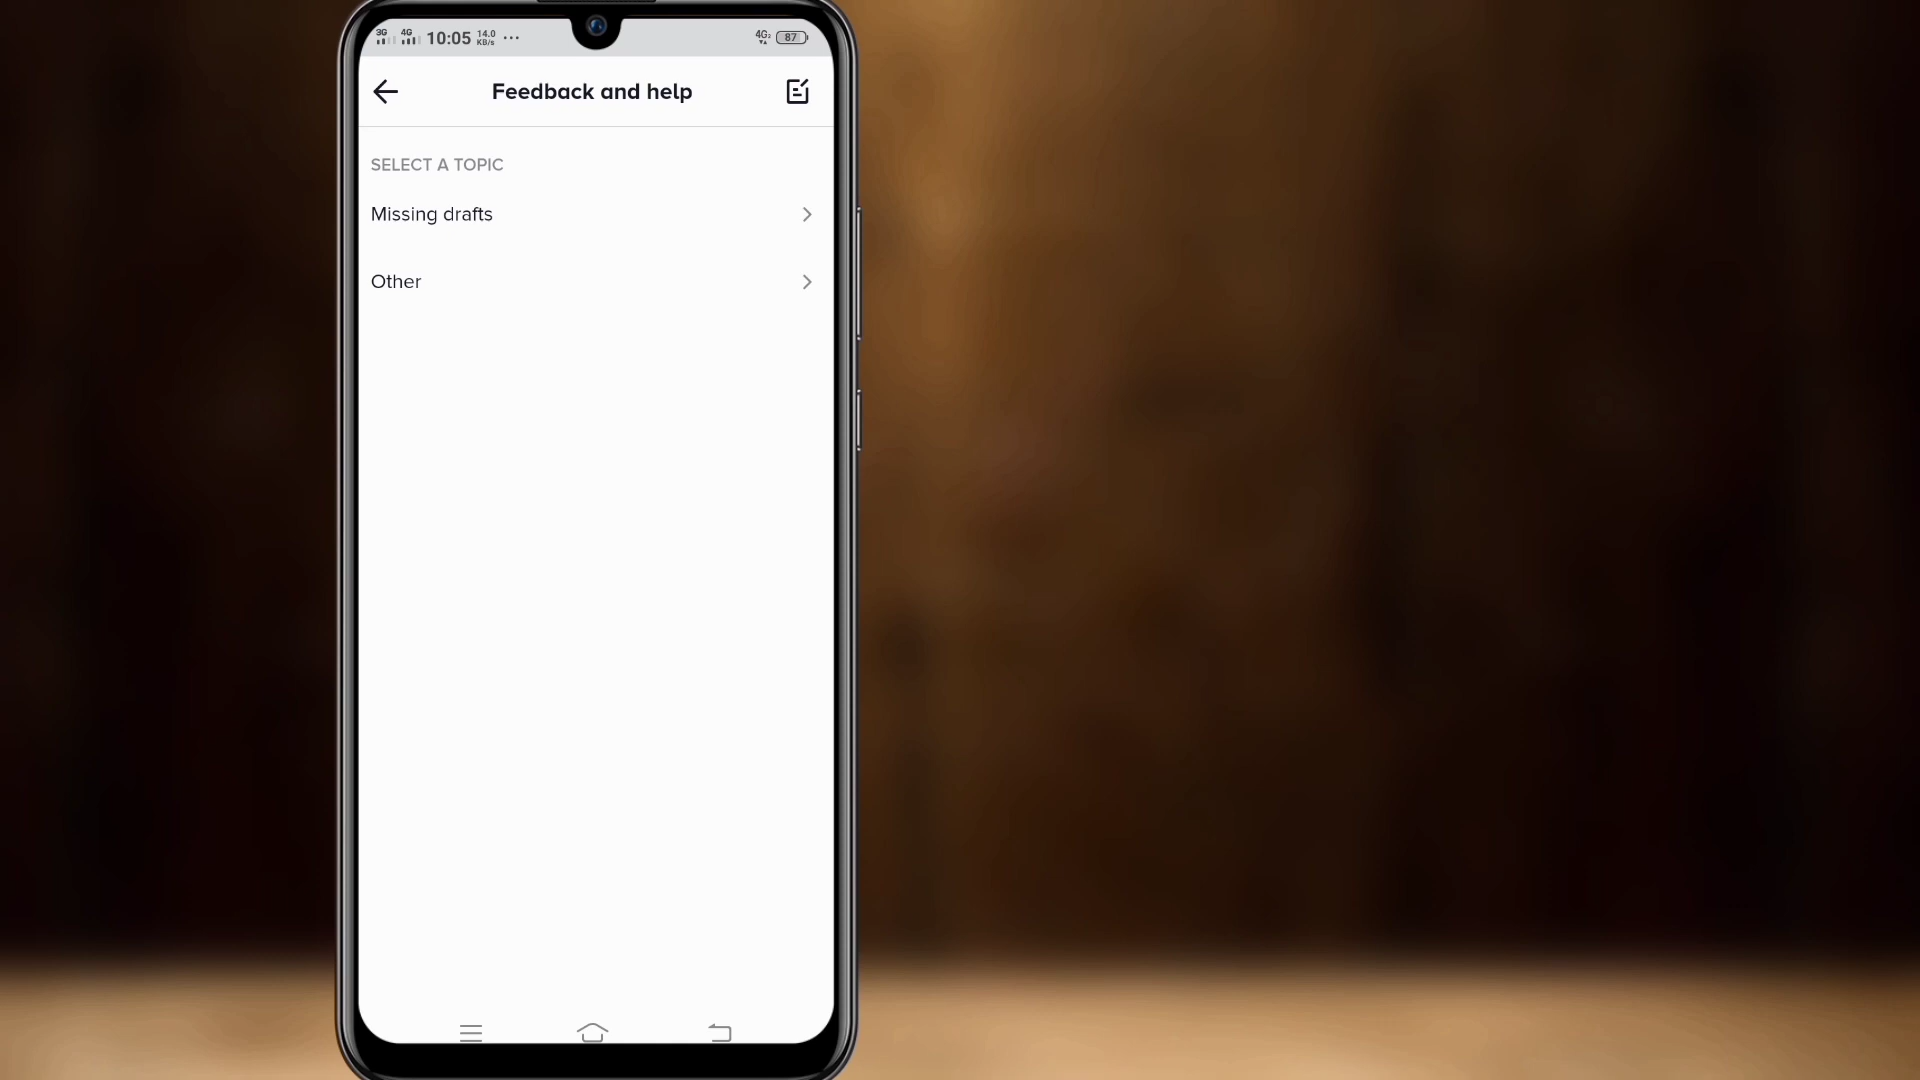 3G 4G 10:05 14.0 KB/s ... 4G 87
Feedback and help
SELECT A TOPIC
Missing drafts
Other